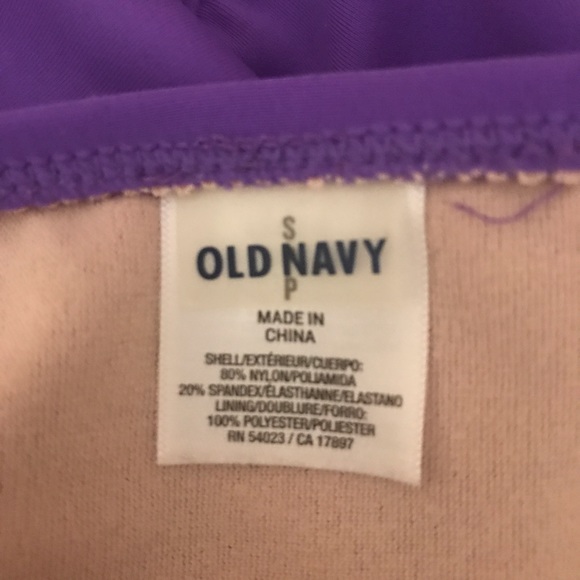 S
OLD NAVY
P
MADE IN
CHINA
SHELL/EXTÉRIEUR/CUERPO:
80% NYLON/POLIAMIDA
20% SPANDEX/ÉLASTHANNE/ELASTANO
LINING/DOUBLURE/FORRO:
100% POLYESTER/POLIESTER
RN 54023 / CA 17897